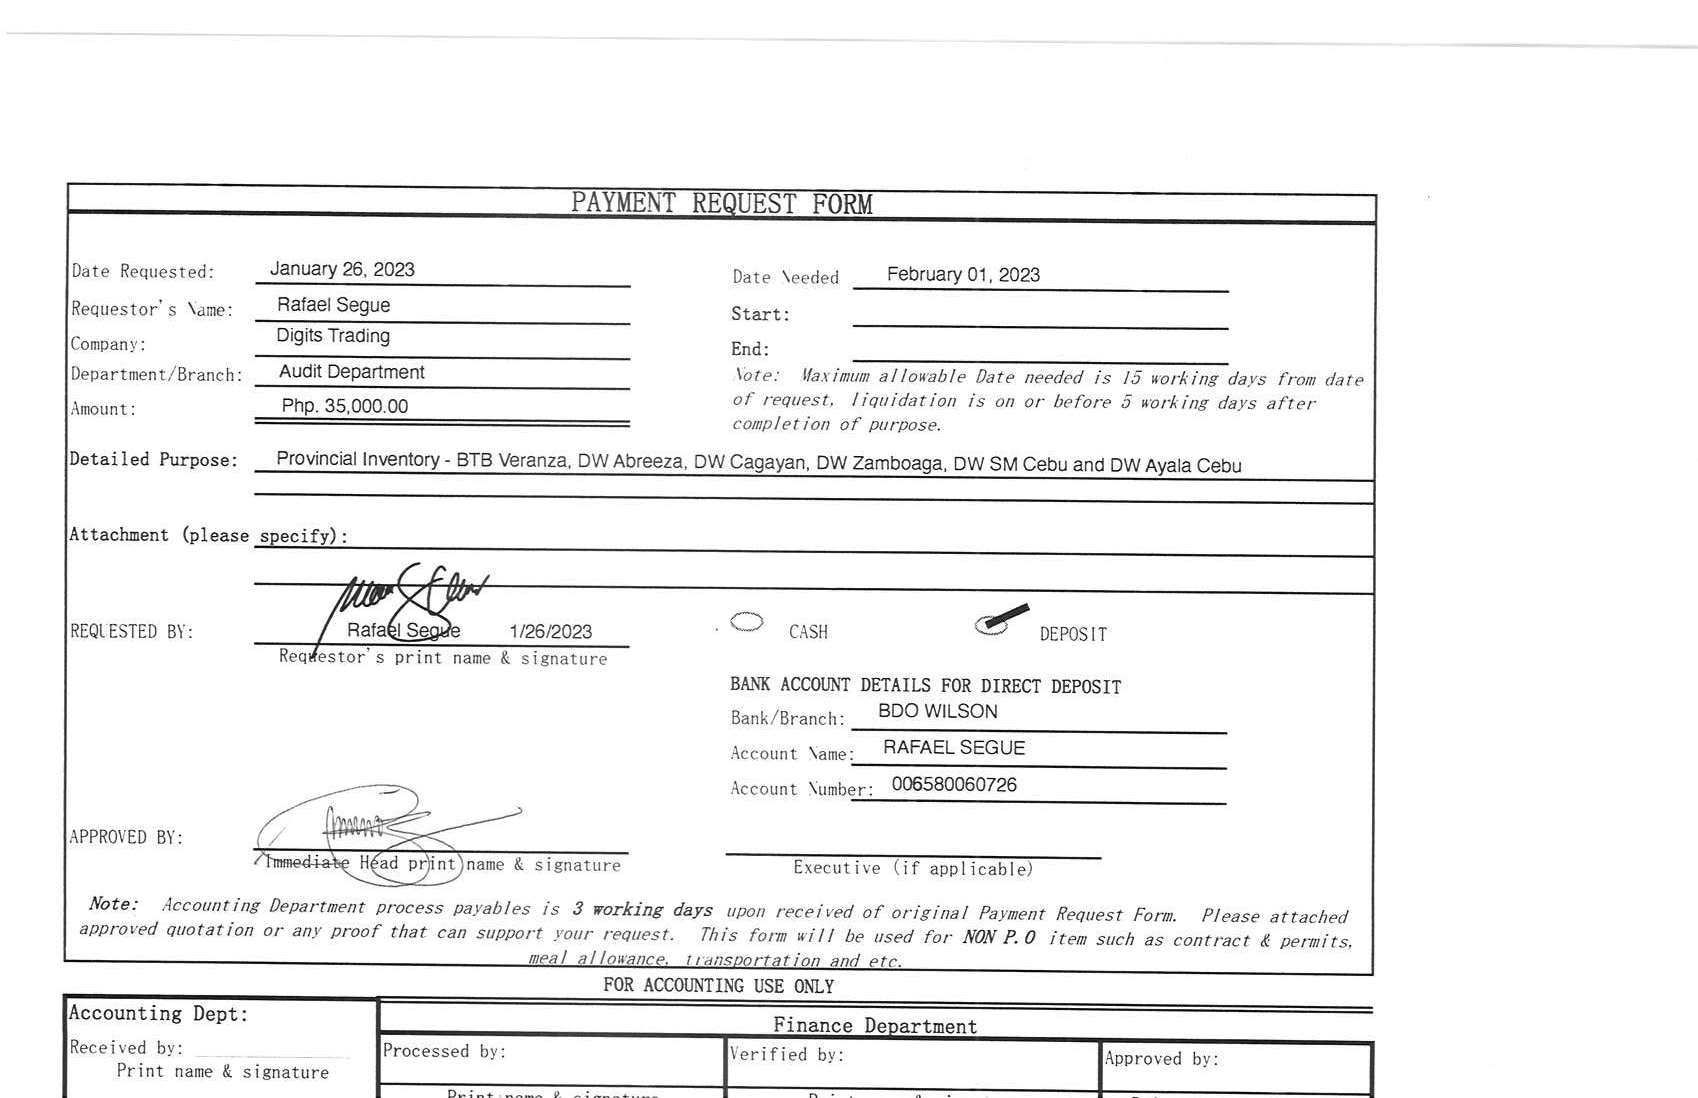 PAYMENT REQUEST FORM
Date Requested: January 26, 2023 Date Needed February 01, 2023
Requestor's Name: Rafael Segue Start:
Company: Digits Trading
End:
Department/Branch: Audit Department
Note: Maximum allowable Date needed is 15 working days from date
of request, liquidation is on or before 5 working days after
completion of purpose.
Amount: Php. 35,000.00
Detailed Purpose: Provincial Inventory - BTB Veranza, DW Abreeza, DW Cagayan, DW Zamboaga, DW SM Cebu and DW Ayala Cebu
Attachment (please specify):
REQUESTED BY: Rafael Segue 1/26/2023 CASH DEPOSIT
Requestor's print name & signature
BANK ACCOUNT DETAILS FOR DIRECT DEPOSIT
Bank/Branch: BDO WILSON
Account Name: RAFAEL SEGUE
Account Number: 006580060726
APPROVED BY:
Immediate Head print name & signature Executive (if applicable)
Note: Accounting Department process payables is 3 working days upon received of original Payment Request Form. Please attached
approved quotation or any proof that can support your request. This form will be used for NON P.O item such as contract & permits,
meal allowance, transportation and etc.
FOR ACCOUNTING USE ONLY
Accounting Dept:
Finance Department
Received by: Processed by: Verified by: Approved by:
Print name & signature
Print name & signature